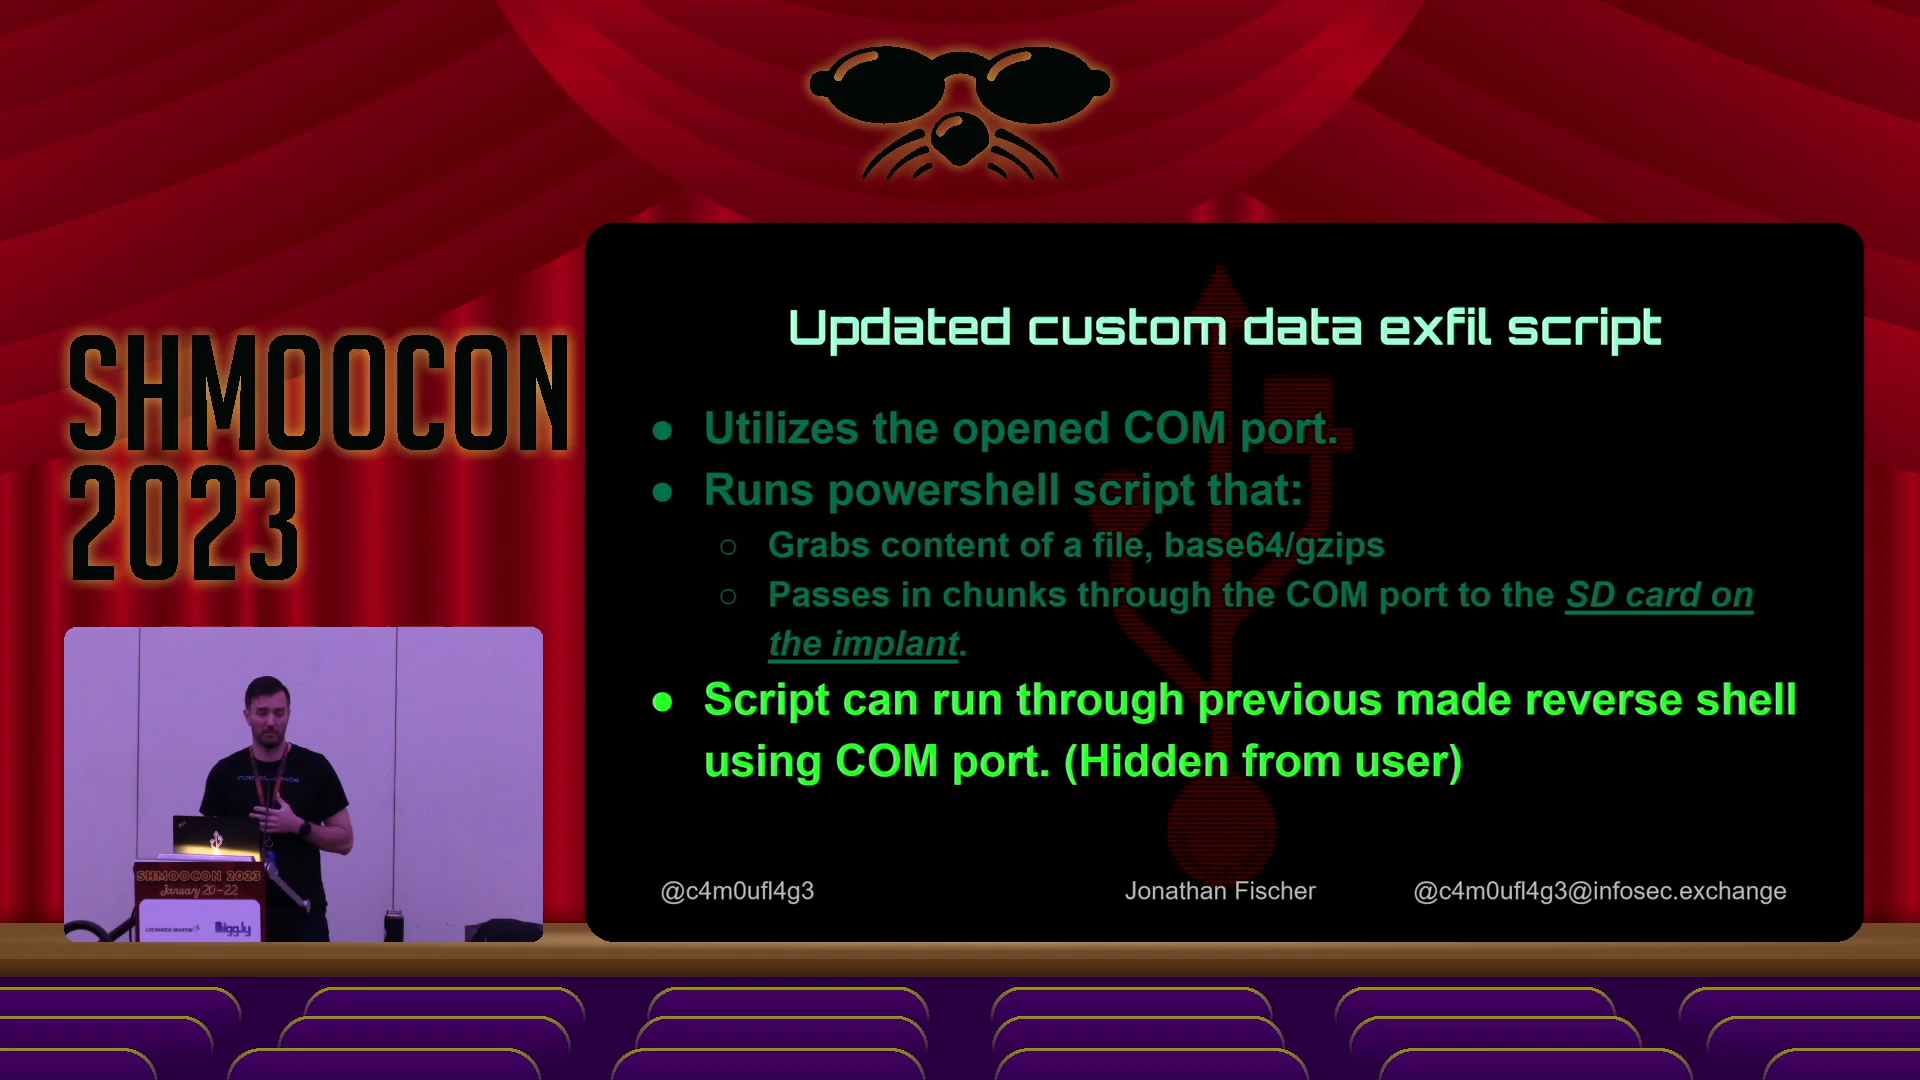 SHMOOCON
2023
Updated custom data exfil script
● Utilizes the opened COM port.
● Runs powershell script that:
○ Grabs content of a file, base64/gzips
○ Passes in chunks through the COM port to the SD card on
the implant.
● Script can run through previous made reverse shell
using COM port. (Hidden from user)
@c4m0ufl4g3
Jonathan Fischer
@c4m0ufl4g3@infosec.exchange
SHMOOCON 2023
January 20-22
LOCKHEED MARTIN